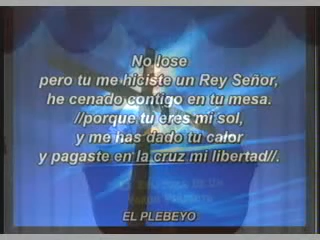 No lose
pero tu me hiciste un Rey Señor,
he cenado contigo en tu mesa.
//porque tu eres mi sol,
y me has dado tu calor
y pagaste en la cruz mi libertad//.
EL PLEBEYO